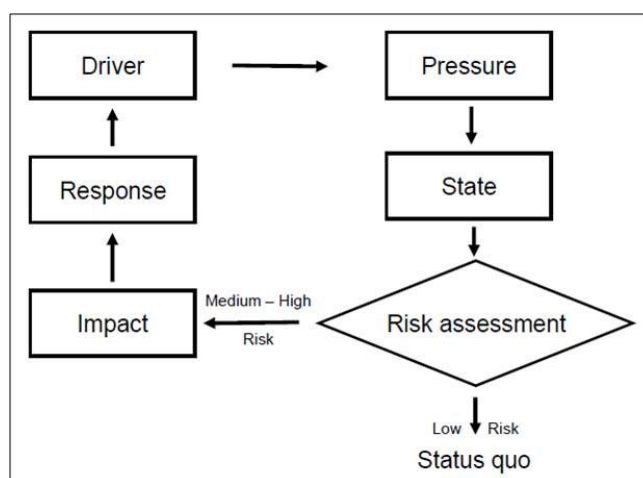 Driver
Pressure
Response
State
Impact
Medium – High
Risk
Risk assessment
Low Risk
Status quo